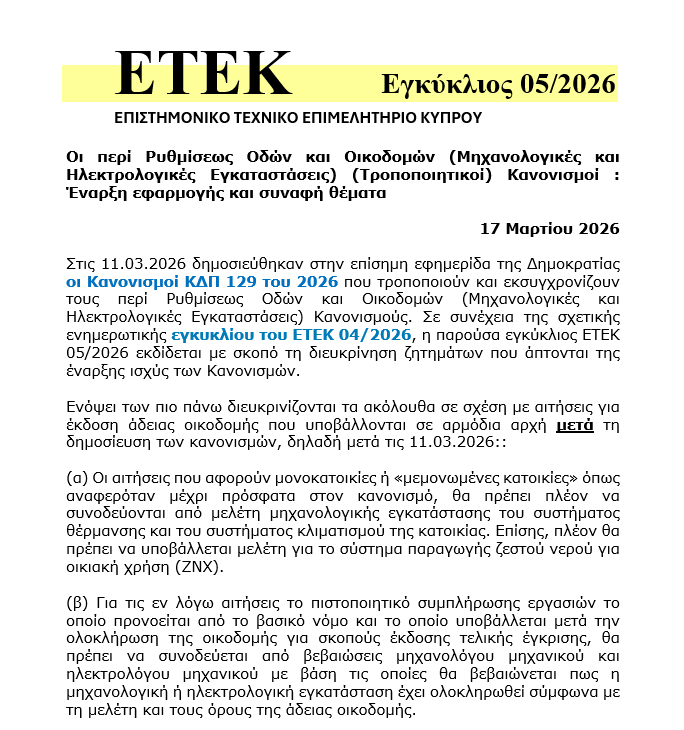 ΕΤΕΚ
Εγκύκλιος 05/2026
ΕΠΙΣΤΗΜΟΝΙΚΟ ΤΕΧΝΙΚΟ ΕΠΙΜΕΛΗΤΗΡΙΟ ΚΥΠΡΟΥ
Οι περί Ρυθμίσεως Οδών και Οικοδομών (Μηχανολογικές και
Ηλεκτρολογικές Εγκαταστάσεις) (Τροποποιητικοί) Κανονισμοί :
Έναρξη εφαρμογής και συναφή θέματα
17 Μαρτίου 2026
Στις 11.03.2026 δημοσιεύθηκαν στην επίσημη εφημερίδα της Δημοκρατίας
οι Κανονισμοί ΚΔΠ 129 του 2026 που τροποποιούν και εκσυγχρονίζουν
τους περί Ρυθμίσεως Οδών και Οικοδομών (Μηχανολογικές και
Ηλεκτρολογικές Εγκαταστάσεις) Κανονισμούς. Σε συνέχεια της σχετικής
ενημερωτικής εγκυκλίου του ΕΤΕΚ 04/2026, η παρούσα εγκύκλιος ΕΤΕΚ
05/2026 εκδίδεται με σκοπό τη διευκρίνηση ζητημάτων που άπτονται της
έναρξης ισχύς των Κανονισμών.
Ενόψει των πιο πάνω διευκρινίζονται τα ακόλουθα σε σχέση με αιτήσεις για
έκδοση άδειας οικοδομής που υποβάλλονται σε αρμόδια αρχή μετά τη
δημοσίευση των κανονισμών, δηλαδή μετά τις 11.03.2026::
(α) Οι αιτήσεις που αφορούν μονοκατοικίες ή «μεμονωμένες κατοικίες» όπως
αναφερόταν μέχρι πρόσφατα στον κανονισμό, θα πρέπει πλέον να
συνοδεύονται από μελέτη μηχανολογικής εγκατάστασης του συστήματος
θέρμανσης και του συστήματος κλιματισμού της κατοικίας. Επίσης, πλέον θα
πρέπει να υποβάλλεται μελέτη για το σύστημα παραγωγής ζεστού νερού για
οικιακή χρήση (ΖΝΧ).
(β) Για τις εν λόγω αιτήσεις το πιστοποιητικό συμπλήρωσης εργασιών το
οποίο προνοείται από το βασικό νόμο και το οποίο υποβάλλεται μετά την
ολοκλήρωση της οικοδομής για σκοπούς έκδοσης τελικής έγκρισης, θα
πρέπει να συνοδεύεται από βεβαιώσεις μηχανολόγου μηχανικού και
ηλεκτρολόγου μηχανικού με βάση τις οποίες θα βεβαιώνεται πως η
μηχανολογική ή ηλεκτρολογική εγκατάσταση έχει ολοκληρωθεί σύμφωνα με
τη μελέτη και τους όρους της άδειας οικοδομής.